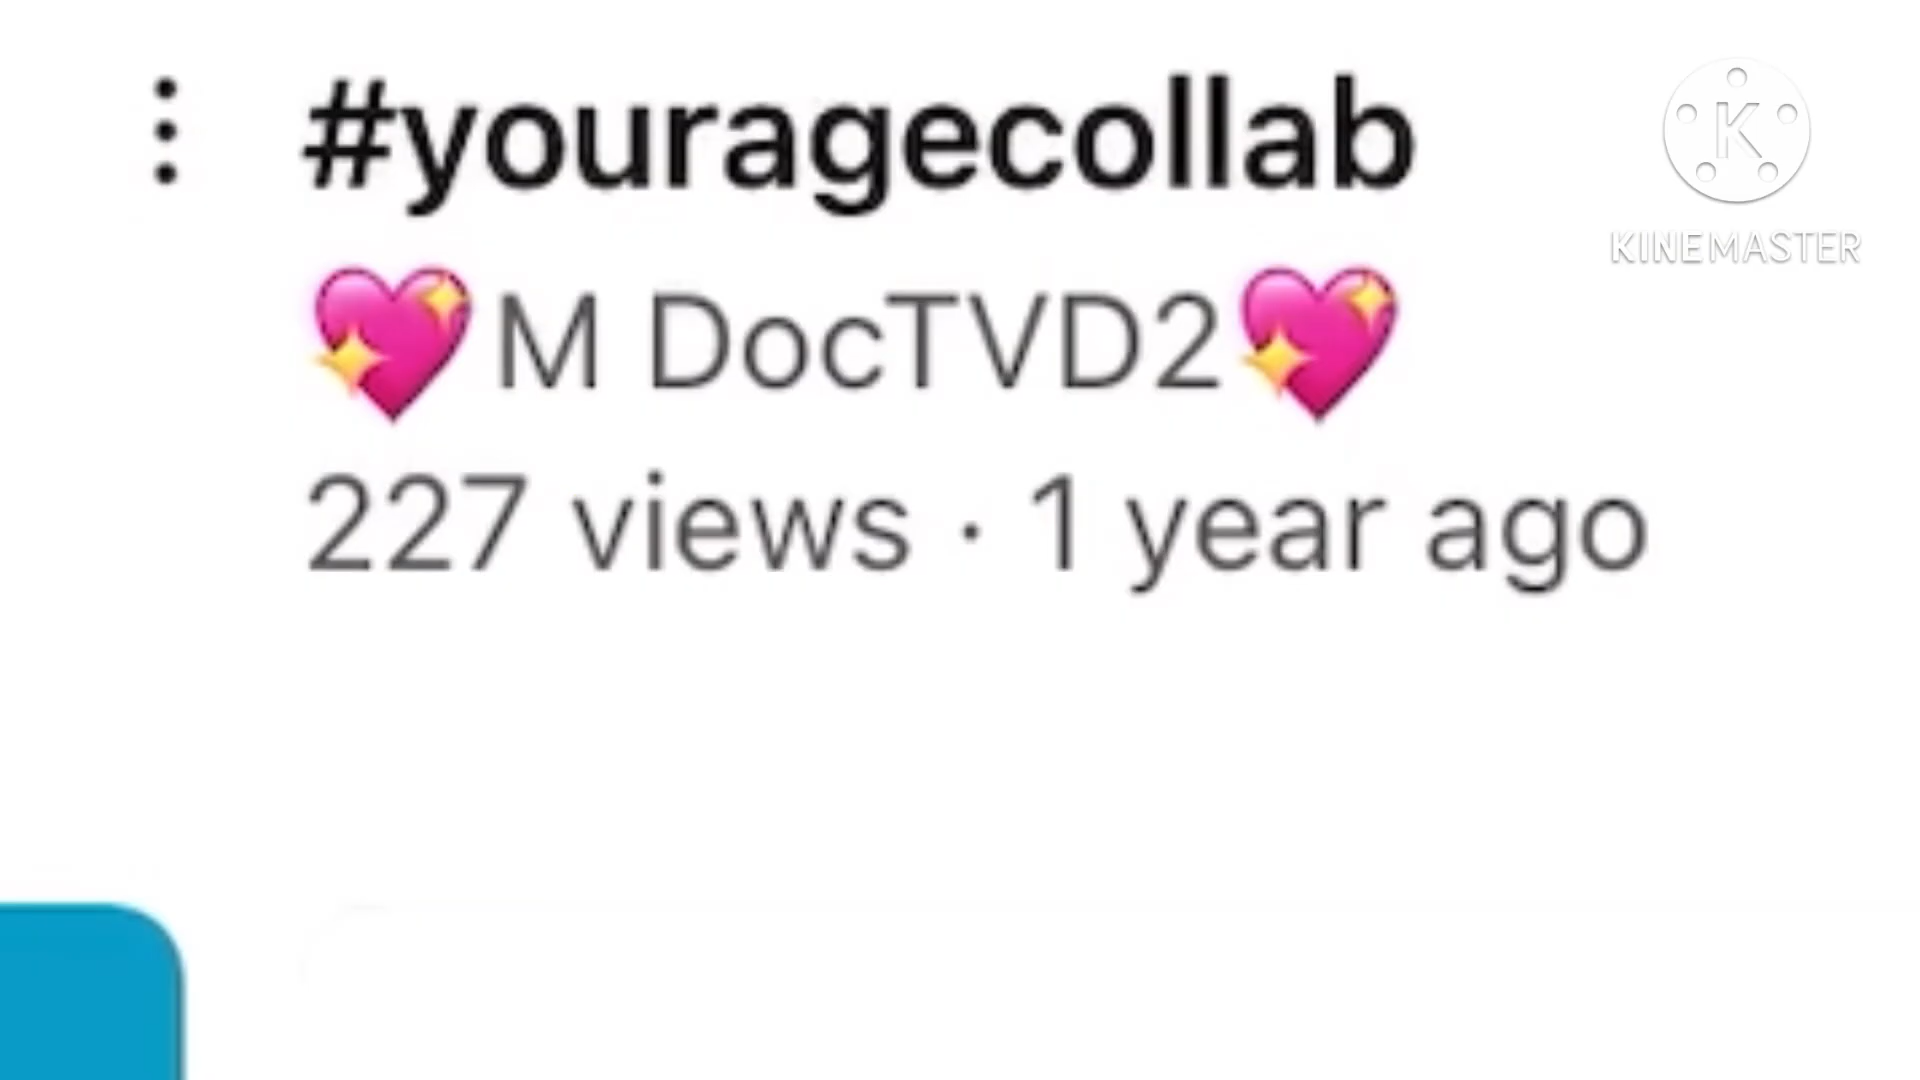 #youragecollab
💖M DocTVD2💖
227 views · 1 year ago
K
KINEMASTER